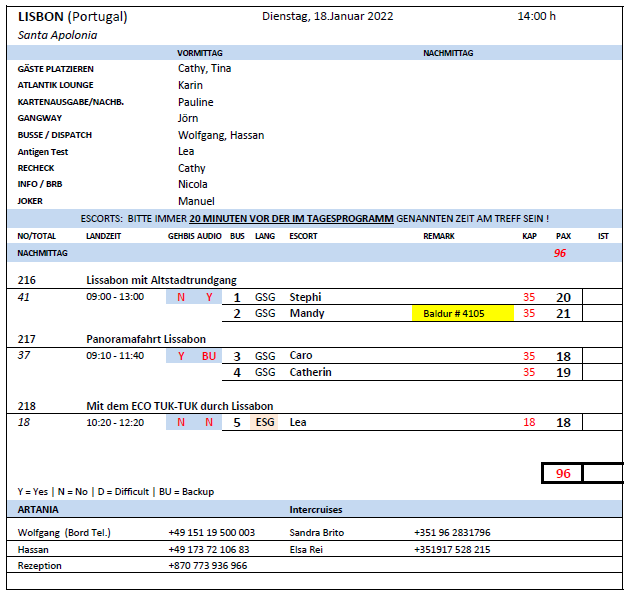 LISBON (Portugal) Dienstag, 18.Januar 2022 14:00 h
Santa Apolonia
VORMITTAG NACHMITTAG
GÄSTE PLATZIEREN Cathy, Tina
ATLANTIK LOUNGE Karin
KARTENAUSGABE/NACHB. Pauline
GANGWAY Jörn
BUSSE / DISPATCH Wolfgang, Hassan
Antigen Test Lea
RECHECK Cathy
INFO / BRB Nicola
JOKER Manuel
ESCORTS: BITTE IMMER 20 MINUTEN VOR DER IM TAGESPROGRAMM GENANNTEN ZEIT AM TREFF SEIN !
NO/TOTAL LANDZEIT GEHBIS AUDIO BUS LANG ESCORT REMARK KAP PAX IST
NACHMITTAG 96
216 Lissabon mit Altstadtrundgang
41 09:00 - 13:00 N Y 1 GSG Stephi 35 20
2 GSG Mandy Baldur # 4105 35 21
217 Panoramafahrt Lissabon
37 09:10 - 11:40 Y BU 3 GSG Caro 35 18
4 GSG Catherin 35 19
218 Mit dem ECO TUK-TUK durch Lissabon
18 10:20 - 12:20 N N 5 ESG Lea 18 18
96
Y = Yes | N = No | D = Difficult | BU = Backup
ARTANIA Intercruises
Wolfgang (Bord Tel.) +49 151 19 500 003 Sandra Brito +351 96 2831796
Hassan +49 173 72 106 83 Elsa Rei +351917 528 215
Rezeption +870 773 936 966